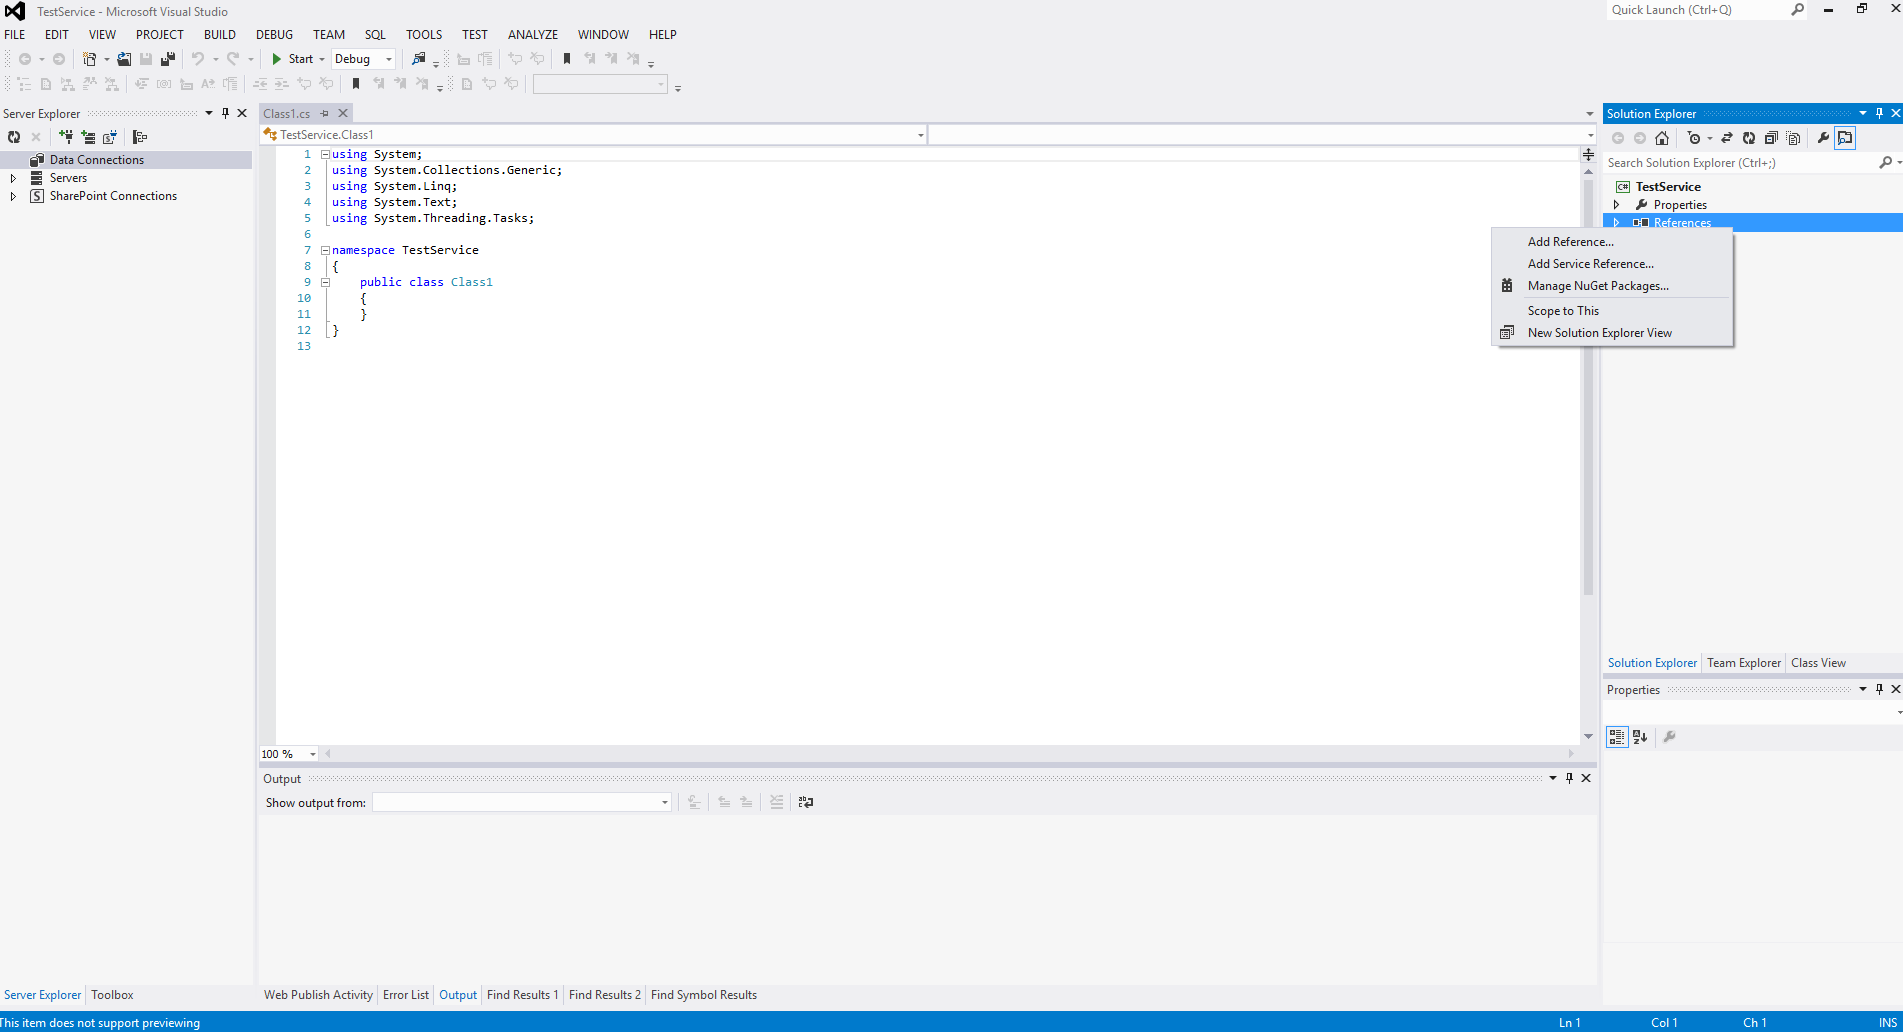 TestService - Microsoft Visual Studio
Quick Launch (Ctrl+Q)
FILE EDIT VIEW PROJECT BUILD DEBUG TEAM SQL TOOLS TEST ANALYZE WINDOW HELP
Start Debug
Server Explorer
Data Connections
Servers
SharePoint Connections
Class1.cs
TestService.Class1
1 using System;
2 using System.Collections.Generic;
3 using System.Linq;
4 using System.Text;
5 using System.Threading.Tasks;
6
7 namespace TestService
8 {
9 public class Class1
10 {
11 }
12 }
13
100 %
Output
Show output from:
Solution Explorer
Search Solution Explorer (Ctrl+;)
C# TestService
Properties
References
Add Reference...
Add Service Reference...
Manage NuGet Packages...
Scope to This
New Solution Explorer View
Solution Explorer Team Explorer Class View
Properties
Server Explorer Toolbox
Web Publish Activity Error List Output Find Results 1 Find Results 2 Find Symbol Results
This item does not support previewing
Ln 1 Col 1 Ch 1 INS